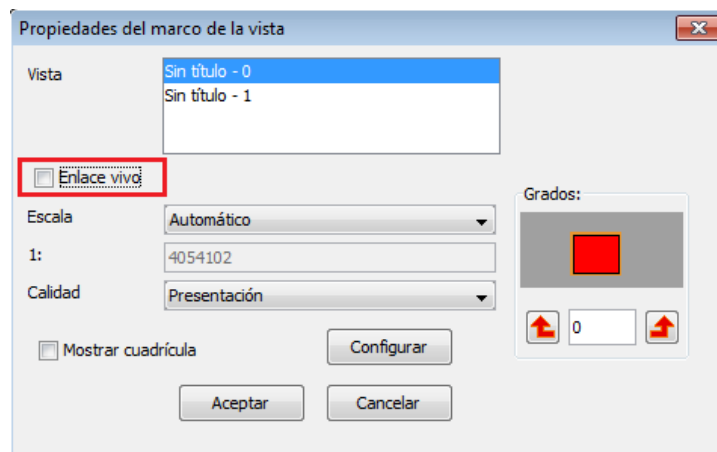 Propiedades del marco de la vista
Vista
Sin título - 0
Sin título - 1
Enlace vivo
Escala
Automático
1:
4054102
Calidad
Presentación
Grados:
0
Mostrar cuadrícula
Configurar
Aceptar
Cancelar